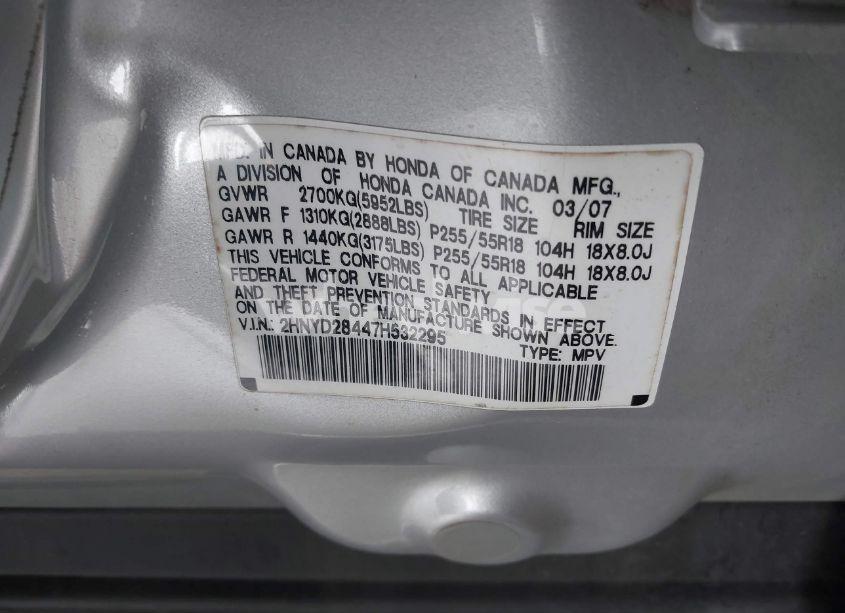 MFD. IN CANADA BY HONDA OF CANADA MFG.,
A DIVISION OF HONDA CANADA INC. 03/07
GVWR 2700KG(5952LBS) TIRE SIZE RIM SIZE
GAWR F 1310KG(2888LBS) P255/55R18 104H 18X8.0J
GAWR R 1440KG(3175LBS) P255/55R18 104H 18X8.0J
THIS VEHICLE CONFORMS TO ALL APPLICABLE
FEDERAL MOTOR VEHICLE SAFETY
AND THEFT PREVENTION STANDARDS IN EFFECT
ON THE DATE OF MANUFACTURE SHOWN ABOVE.
V.I.N.: 2HNYD28447H532295 TYPE: MPV